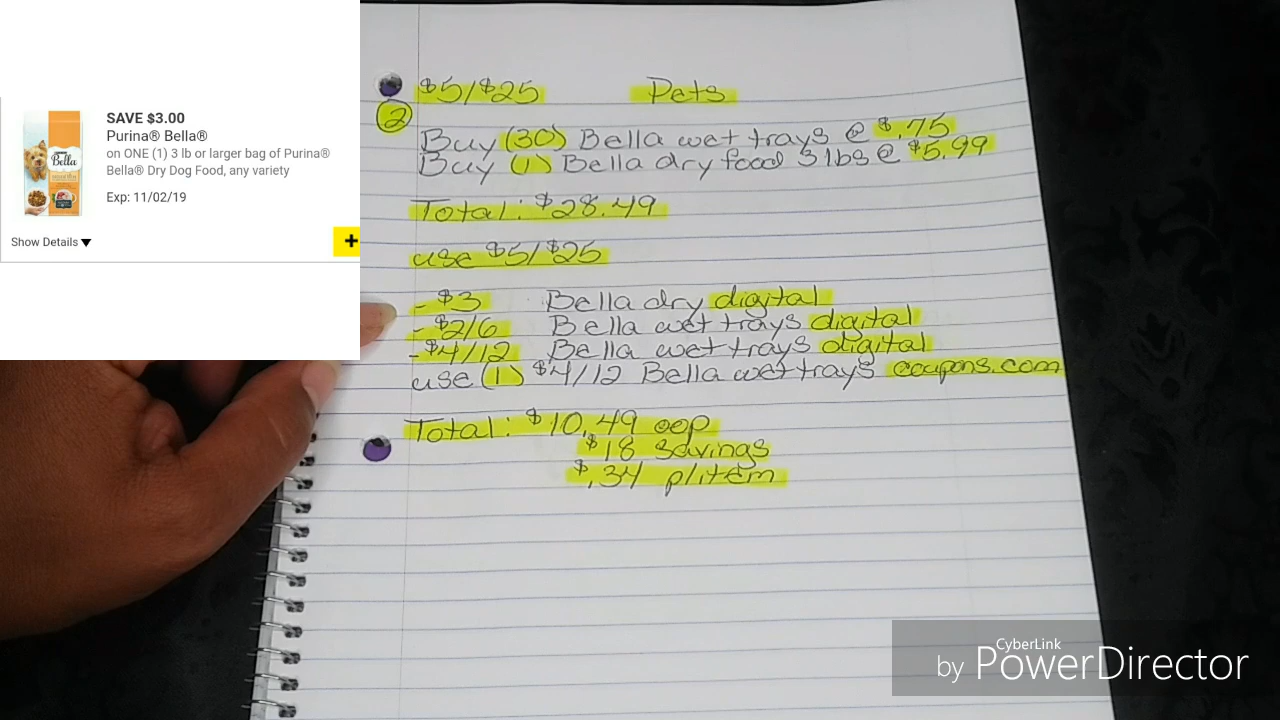 SAVE $3.00
Purina® Bella®
on ONE (1) 3 lb or larger bag of Purina®
Bella® Dry Dog Food, any variety
Exp: 11/02/19
Show Details ▼
+
Bella
$5/$25 Pets
2
Buy (30) Bella wet trays @ $.75
Buy (1) Bella dry food 3 lbs @ $5.99
Total: $28.49
use $5/$25
- $3 Bella dry digital
- $2/6 Bella wet trays digital
- $4/12 Bella wet trays digital
use (1) $4/12 Bella wet trays coupons.com
Total: $10.49 oop
$18 savings
$.34 p/item
CyberLink
by PowerDirector